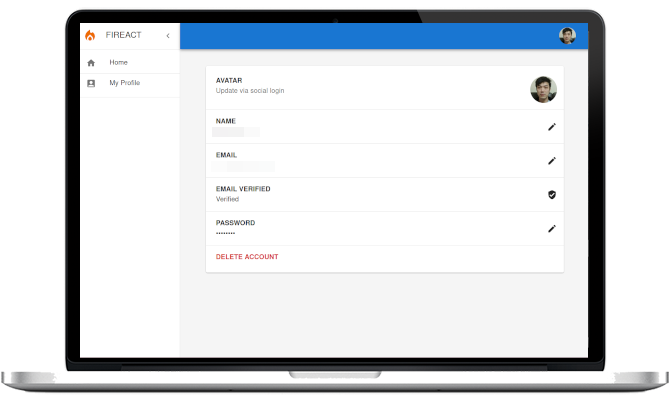 FIREACT
Home
My Profile
AVATAR
Update via social login
NAME
EMAIL
EMAIL VERIFIED
Verified
PASSWORD
••••••••
DELETE ACCOUNT